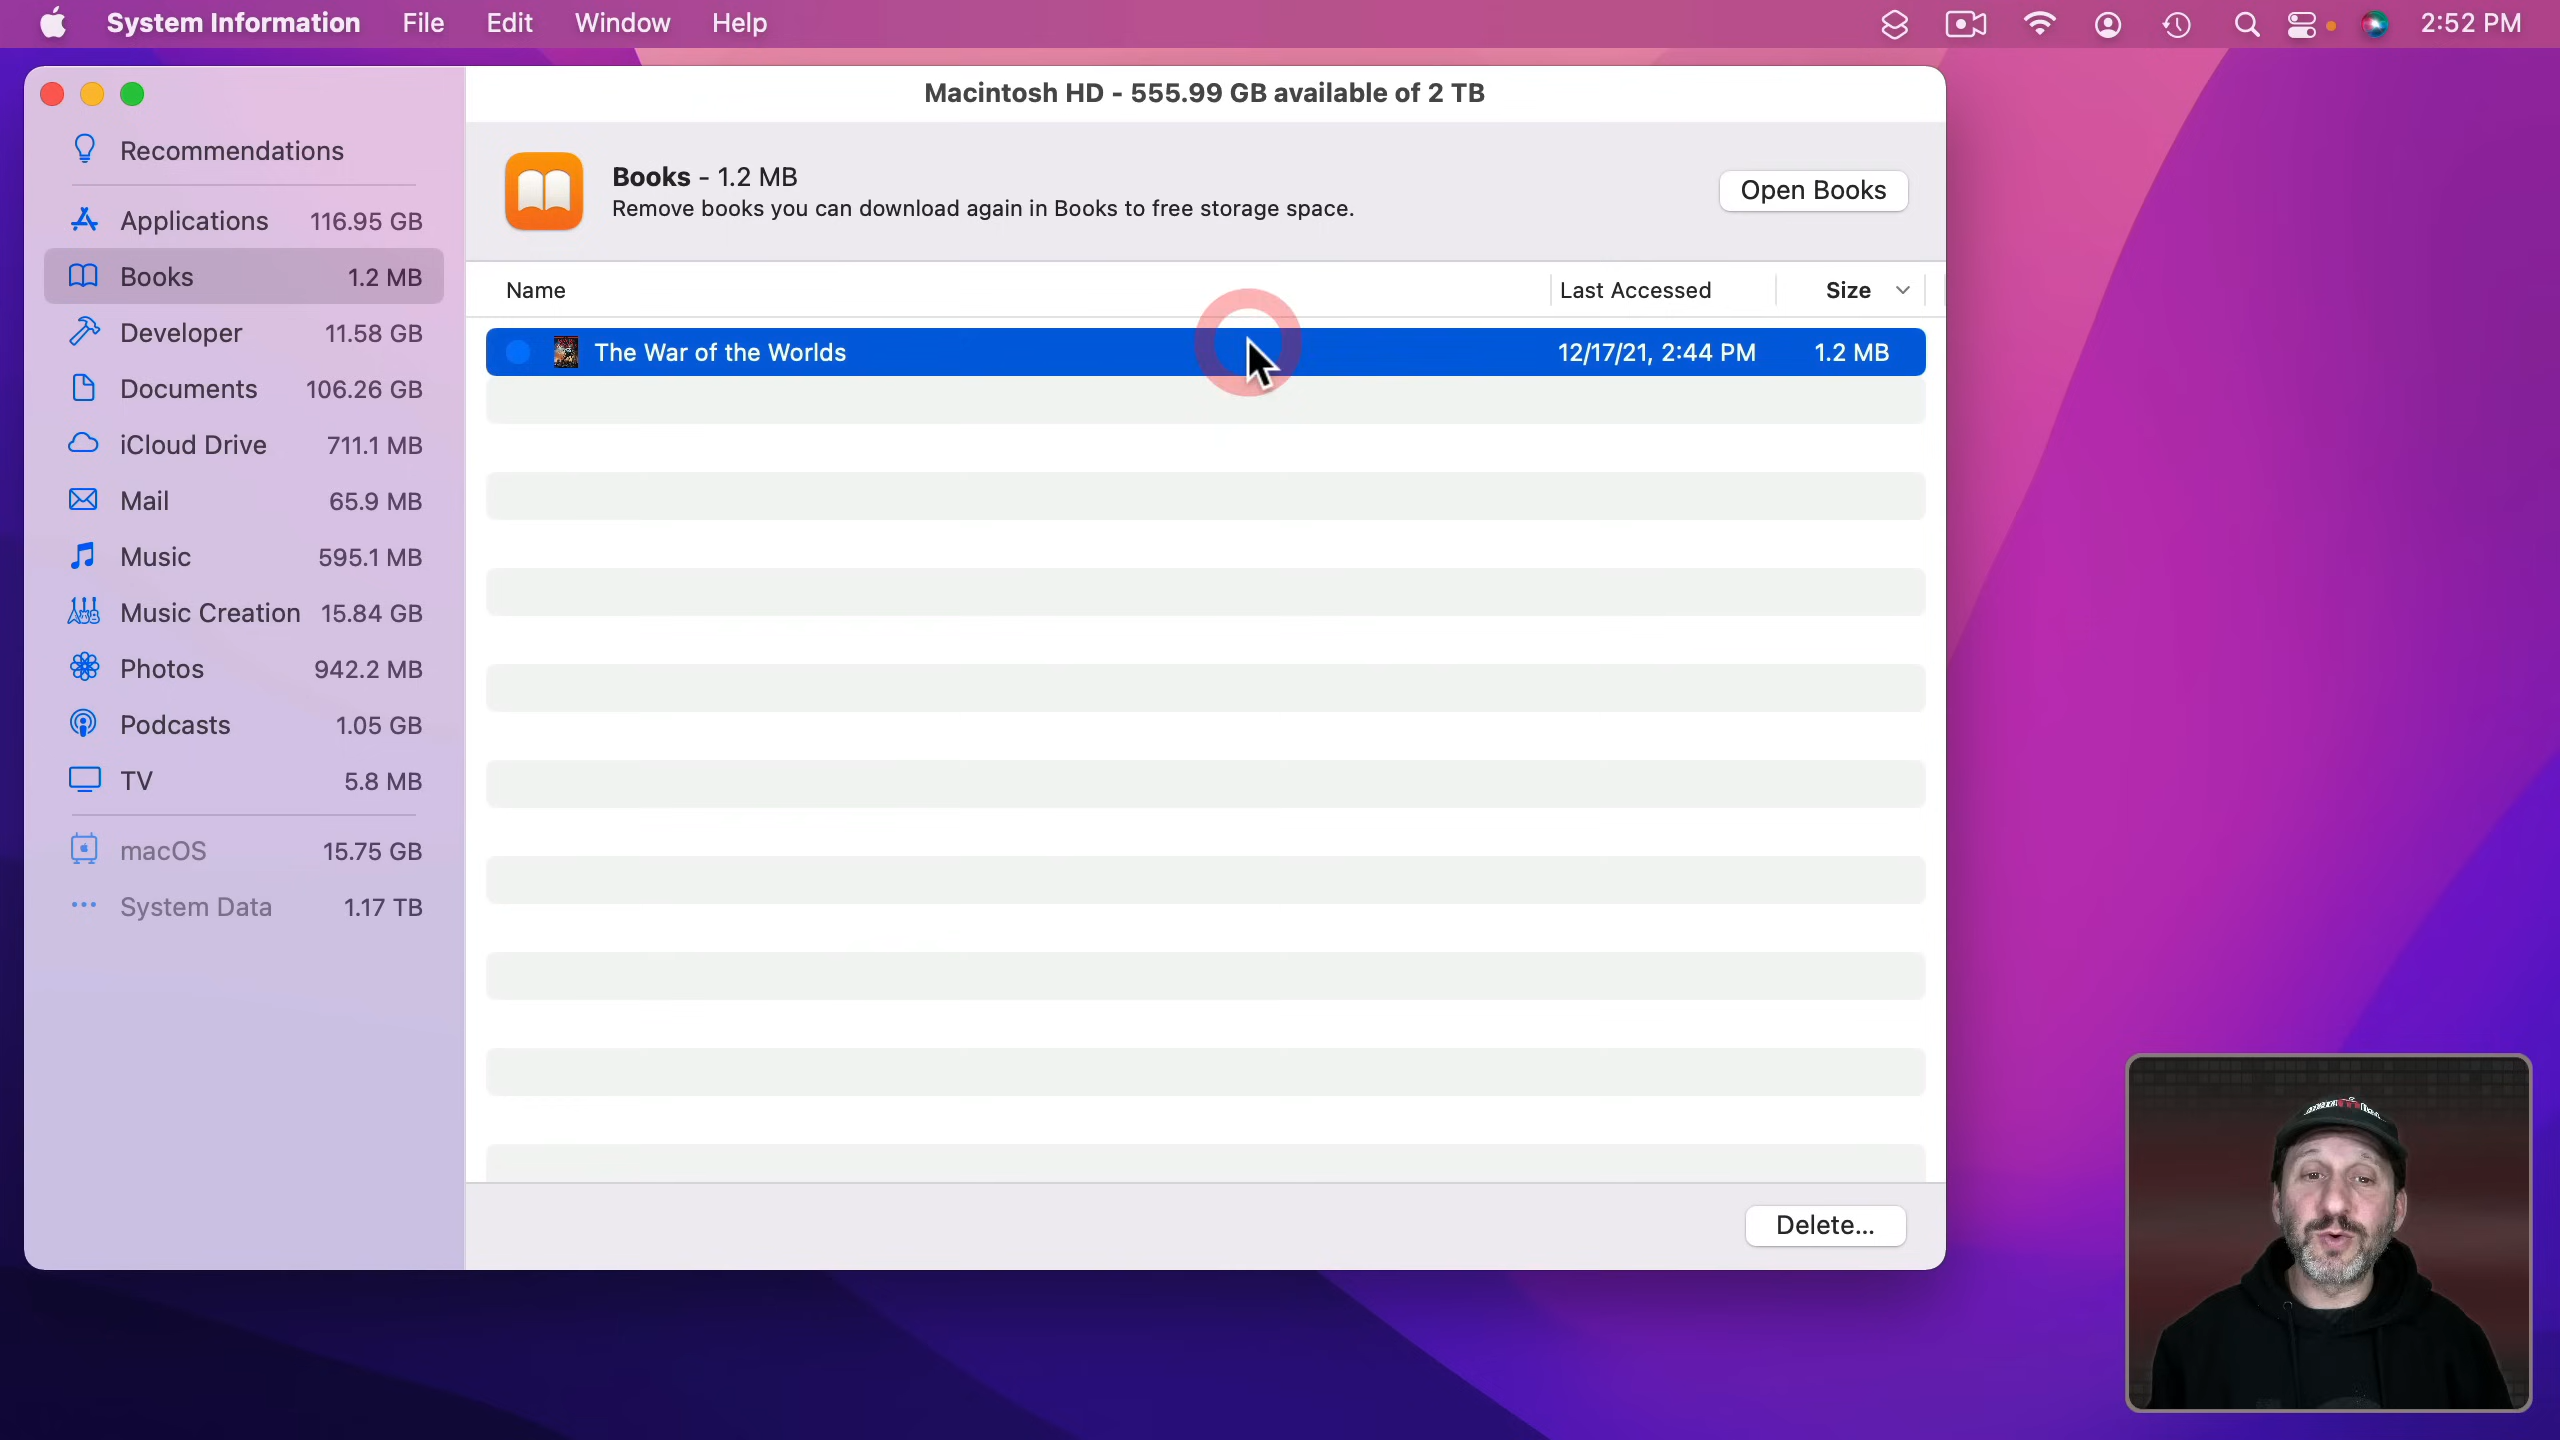 System Information File Edit Window Help 2:52 PM
Macintosh HD - 555.99 GB available of 2 TB
Recommendations
Applications 116.95 GB
Books 1.2 MB
Developer 11.58 GB
Documents 106.26 GB
iCloud Drive 711.1 MB
Mail 65.9 MB
Music 595.1 MB
Music Creation 15.84 GB
Photos 942.2 MB
Podcasts 1.05 GB
TV 5.8 MB
macOS 15.75 GB
System Data 1.17 TB
Books - 1.2 MB
Remove books you can download again in Books to free storage space.
Open Books
Name Last Accessed Size
The War of the Worlds 12/17/21, 2:44 PM 1.2 MB
Delete...